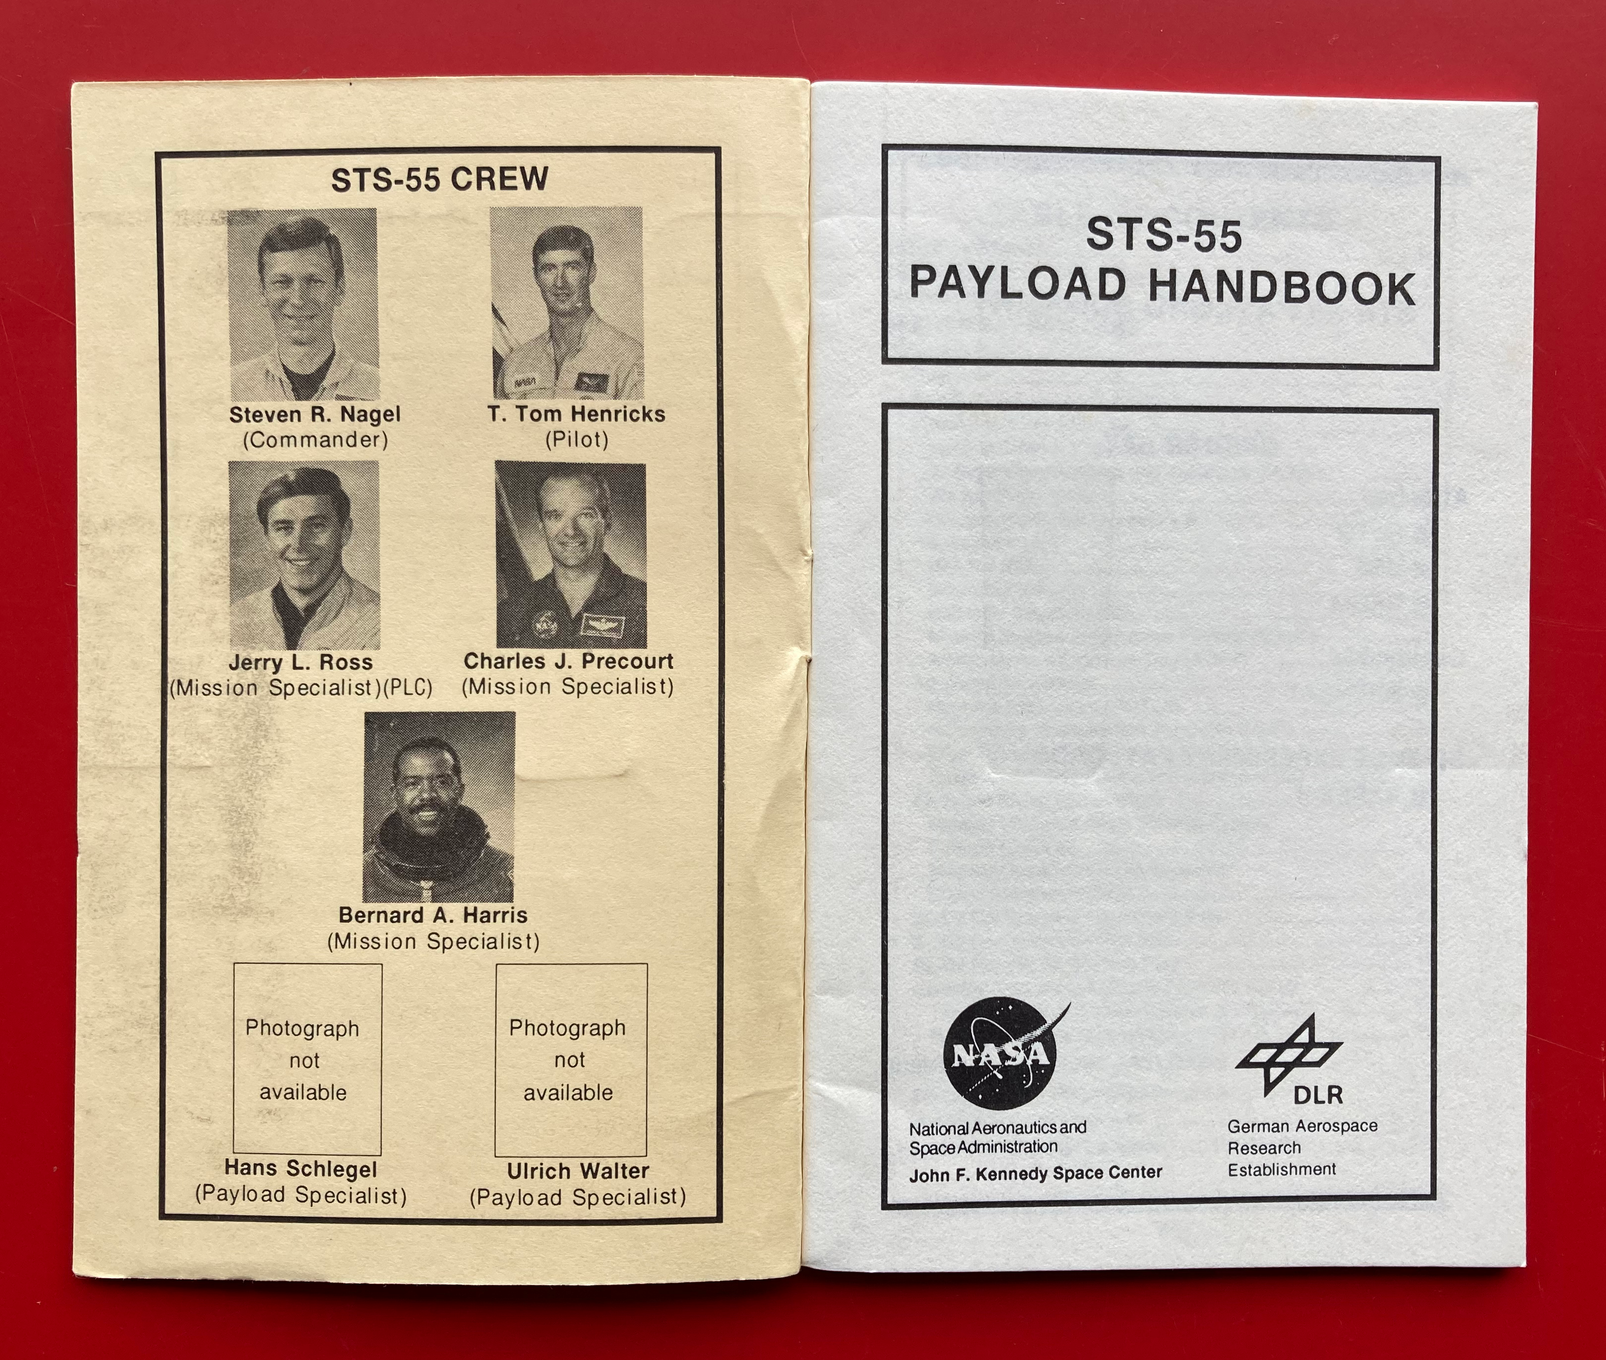 STS-55 CREW
NASA
Steven R. Nagel
(Commander)
T. Tom Henricks
(Pilot)
NASA
Jerry L. Ross
(Mission Specialist)(PLC)
Charles J. Precourt
(Mission Specialist)
Bernard A. Harris
(Mission Specialist)
Photograph
not
available
Hans Schlegel
(Payload Specialist)
Photograph
not
available
Ulrich Walter
(Payload Specialist)
STS-55
PAYLOAD HANDBOOK
NASA
National Aeronautics and
Space Administration
John F. Kennedy Space Center
DLR
German Aerospace
Research
Establishment